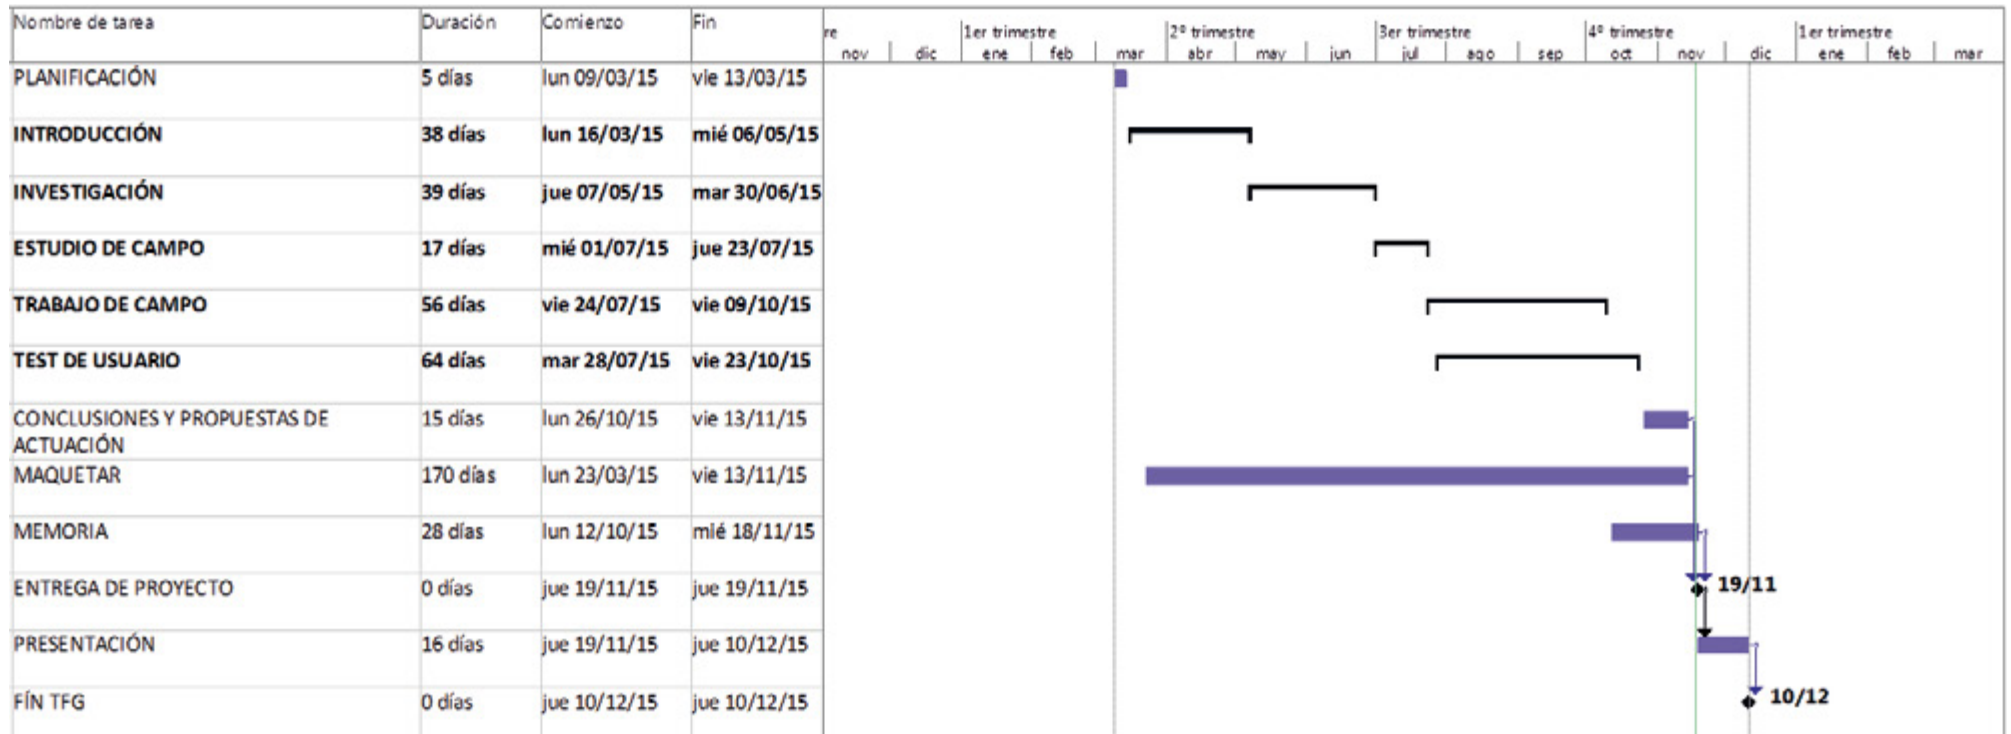 Nombre de tarea Duración Comienzo Fin
re 1er trimestre 2º trimestre 3er trimestre 4º trimestre 1er trimestre
nov dic ene feb mar abr may jun jul ago sep oct nov dic ene feb mar
PLANIFICACIÓN 5 días lun 09/03/15 vie 13/03/15
INTRODUCCIÓN 38 días lun 16/03/15 mié 06/05/15
INVESTIGACIÓN 39 días jue 07/05/15 mar 30/06/15
ESTUDIO DE CAMPO 17 días mié 01/07/15 jue 23/07/15
TRABAJO DE CAMPO 56 días vie 24/07/15 vie 09/10/15
TEST DE USUARIO 64 días mar 28/07/15 vie 23/10/15
CONCLUSIONES Y PROPUESTAS DE 15 días lun 26/10/15 vie 13/11/15
ACTUACIÓN
MAQUETAR 170 días lun 23/03/15 vie 13/11/15
MEMORIA 28 días lun 12/10/15 mié 18/11/15
ENTREGA DE PROYECTO 0 días jue 19/11/15 jue 19/11/15 19/11
PRESENTACIÓN 16 días jue 19/11/15 jue 10/12/15
FÍN TFG 0 días jue 10/12/15 jue 10/12/15 10/12